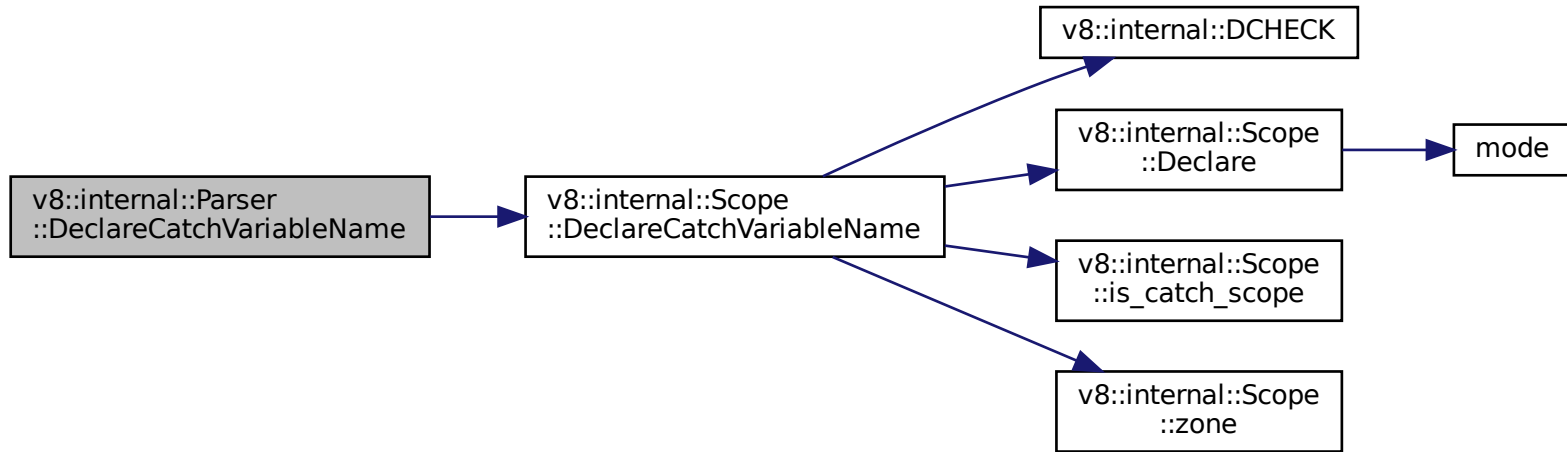 v8::internal::Parser
::DeclareCatchVariableName
v8::internal::Scope
::DeclareCatchVariableName
v8::internal::DCHECK
v8::internal::Scope
::Declare
mode
v8::internal::Scope
::is_catch_scope
v8::internal::Scope
::zone